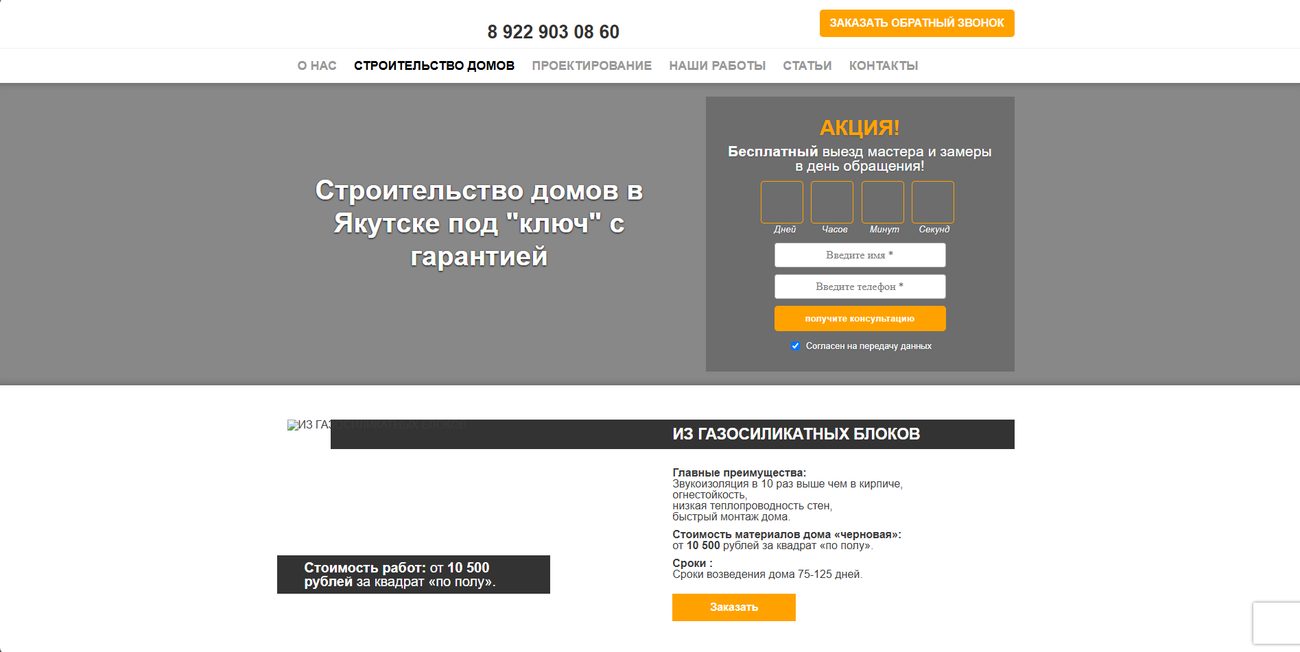 8 922 903 08 60
ЗАКАЗАТЬ ОБРАТНЫЙ ЗВОНОК
О НАС СТРОИТЕЛЬСТВО ДОМОВ ПРОЕКТИРОВАНИЕ НАШИ РАБОТЫ СТАТЬИ КОНТАКТЫ
Строительство домов в
Якутске под "ключ" с
гарантией
АКЦИЯ!
Бесплатный выезд мастера и замеры
в день обращения!
Дней Часов Минут Секунд
Введите имя *
Введите телефон *
получите консультацию
Согласен на передачу данных
ИЗ ГАЗОСИЛИКАТНЫХ БЛОКОВ
ИЗ ГАЗОСИЛИКАТНЫХ БЛОКОВ
Главные преимущества:
Звукоизоляция в 10 раз выше чем в кирпиче,
огнестойкость,
низкая теплопроводность стен,
быстрый монтаж дома.
Стоимость материалов дома «черновая»:
от 10 500 рублей за квадрат «по полу».
Сроки :
Сроки возведения дома 75-125 дней.
Стоимость работ: от 10 500
рублей за квадрат «по полу».
Заказать